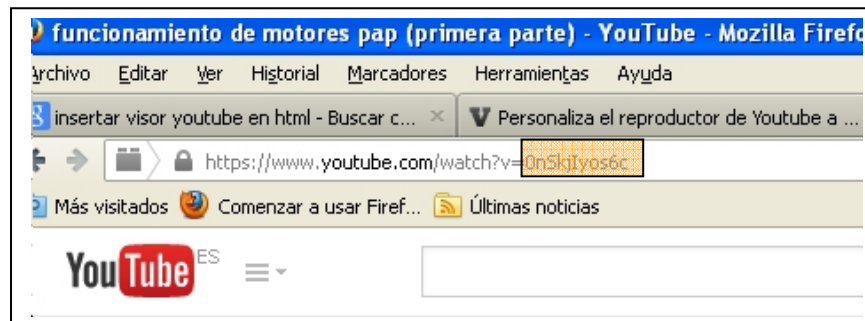 funcionamiento de motores pap (primera parte) - YouTube - Mozilla Firefo
Archivo Editar Ver Historial Marcadores Herramientas Ayuda
insertar visor youtube en html - Buscar c... × Personaliza el reproductor de Youtube a ...
https://www.youtube.com/watch?v=0nSkjIyos6c
Más visitados Comenzar a usar Firef... Últimas noticias
YouTube ES